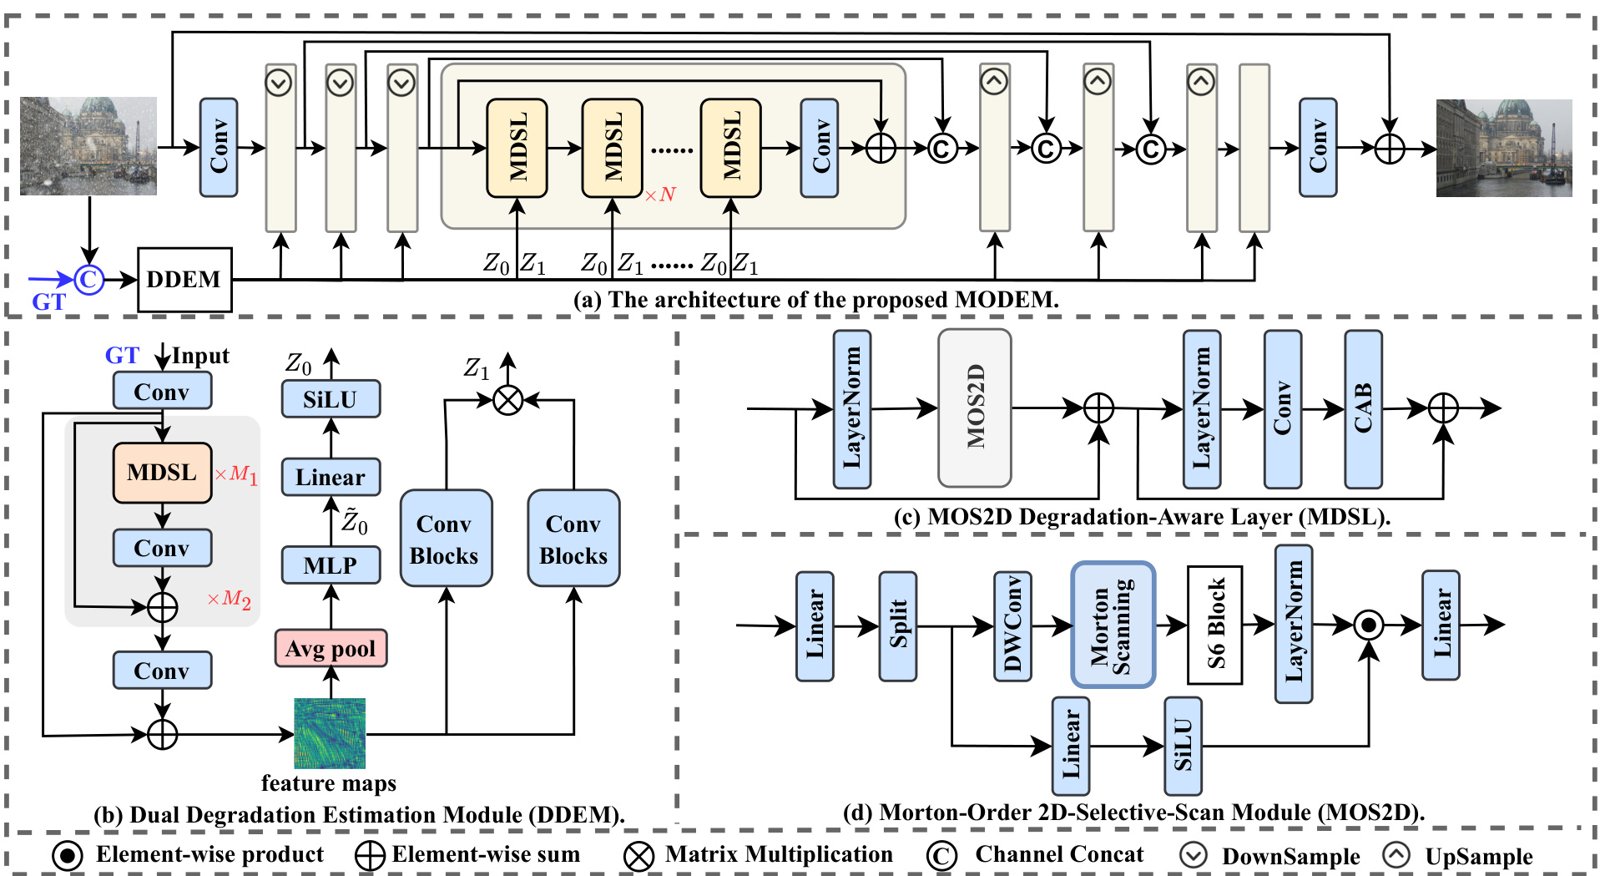 Conv
MDSL
MDSL
......
MDSL
×N
Conv
C
C
C
Conv
GT
C
DDEM
Z0 Z1
Z0 Z1
......
Z0 Z1
(a) The architecture of the proposed MODEM.
GT
Input
Conv
MDSL
×M1
Conv
×M2
Conv
Z0
SiLU
Linear
Z̃0
MLP
Avg pool
feature maps
Z1
Conv
Blocks
Conv
Blocks
(b) Dual Degradation Estimation Module (DDEM).
LayerNorm
MOS2D
LayerNorm
Conv
CAB
(c) MOS2D Degradation-Aware Layer (MDSL).
Linear
Split
DWConv
Morton
Scanning
S6 Block
LayerNorm
Linear
Linear
SiLU
(d) Morton-Order 2D-Selective-Scan Module (MOS2D).
Element-wise product
Element-wise sum
Matrix Multiplication
C Channel Concat
DownSample
UpSample